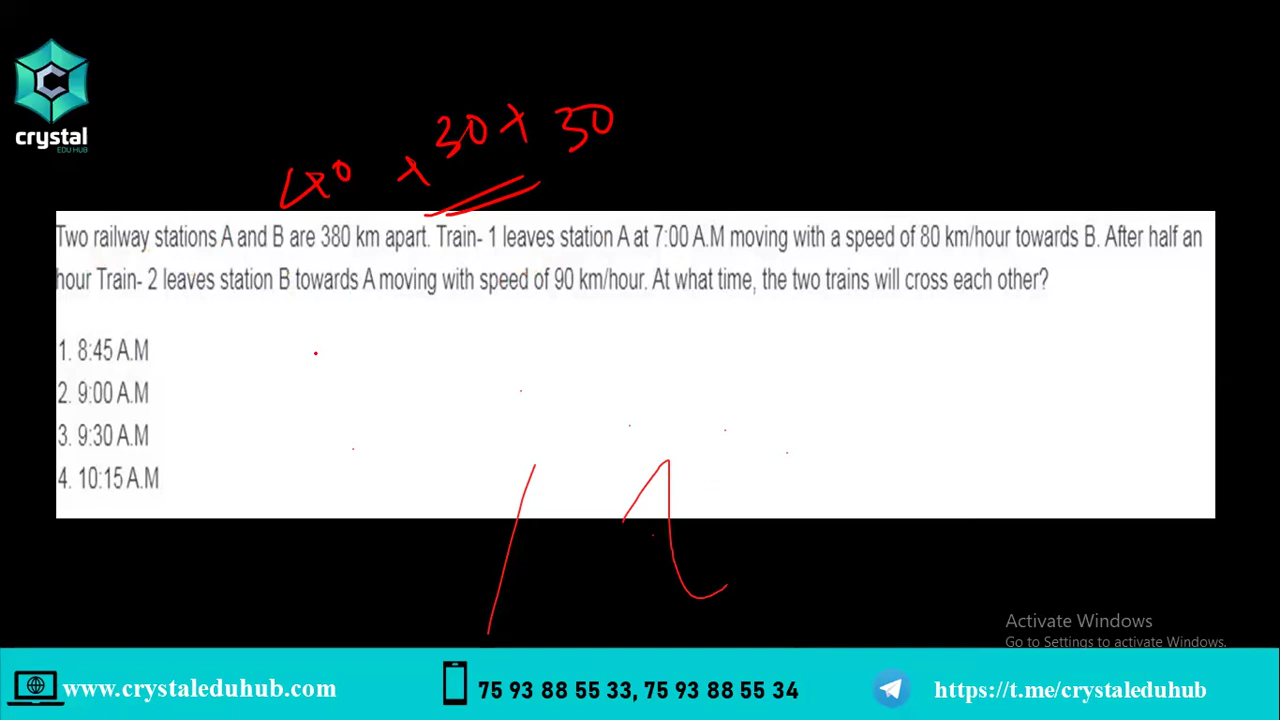 crystal
EDU HUB
40 + 30 + 30
Two railway stations A and B are 380 km apart. Train- 1 leaves station A at 7:00 A.M moving with a speed of 80 km/hour towards B. After half an
hour Train- 2 leaves station B towards A moving with speed of 90 km/hour. At what time, the two trains will cross each other?
1. 8:45 A.M
2. 9:00 A.M
3. 9:30 A.M
4. 10:15 A.M
Activate Windows
Go to Settings to activate Windows.
www.crystaleduhub.com
75 93 88 55 33, 75 93 88 55 34
https://t.me/crystaleduhub